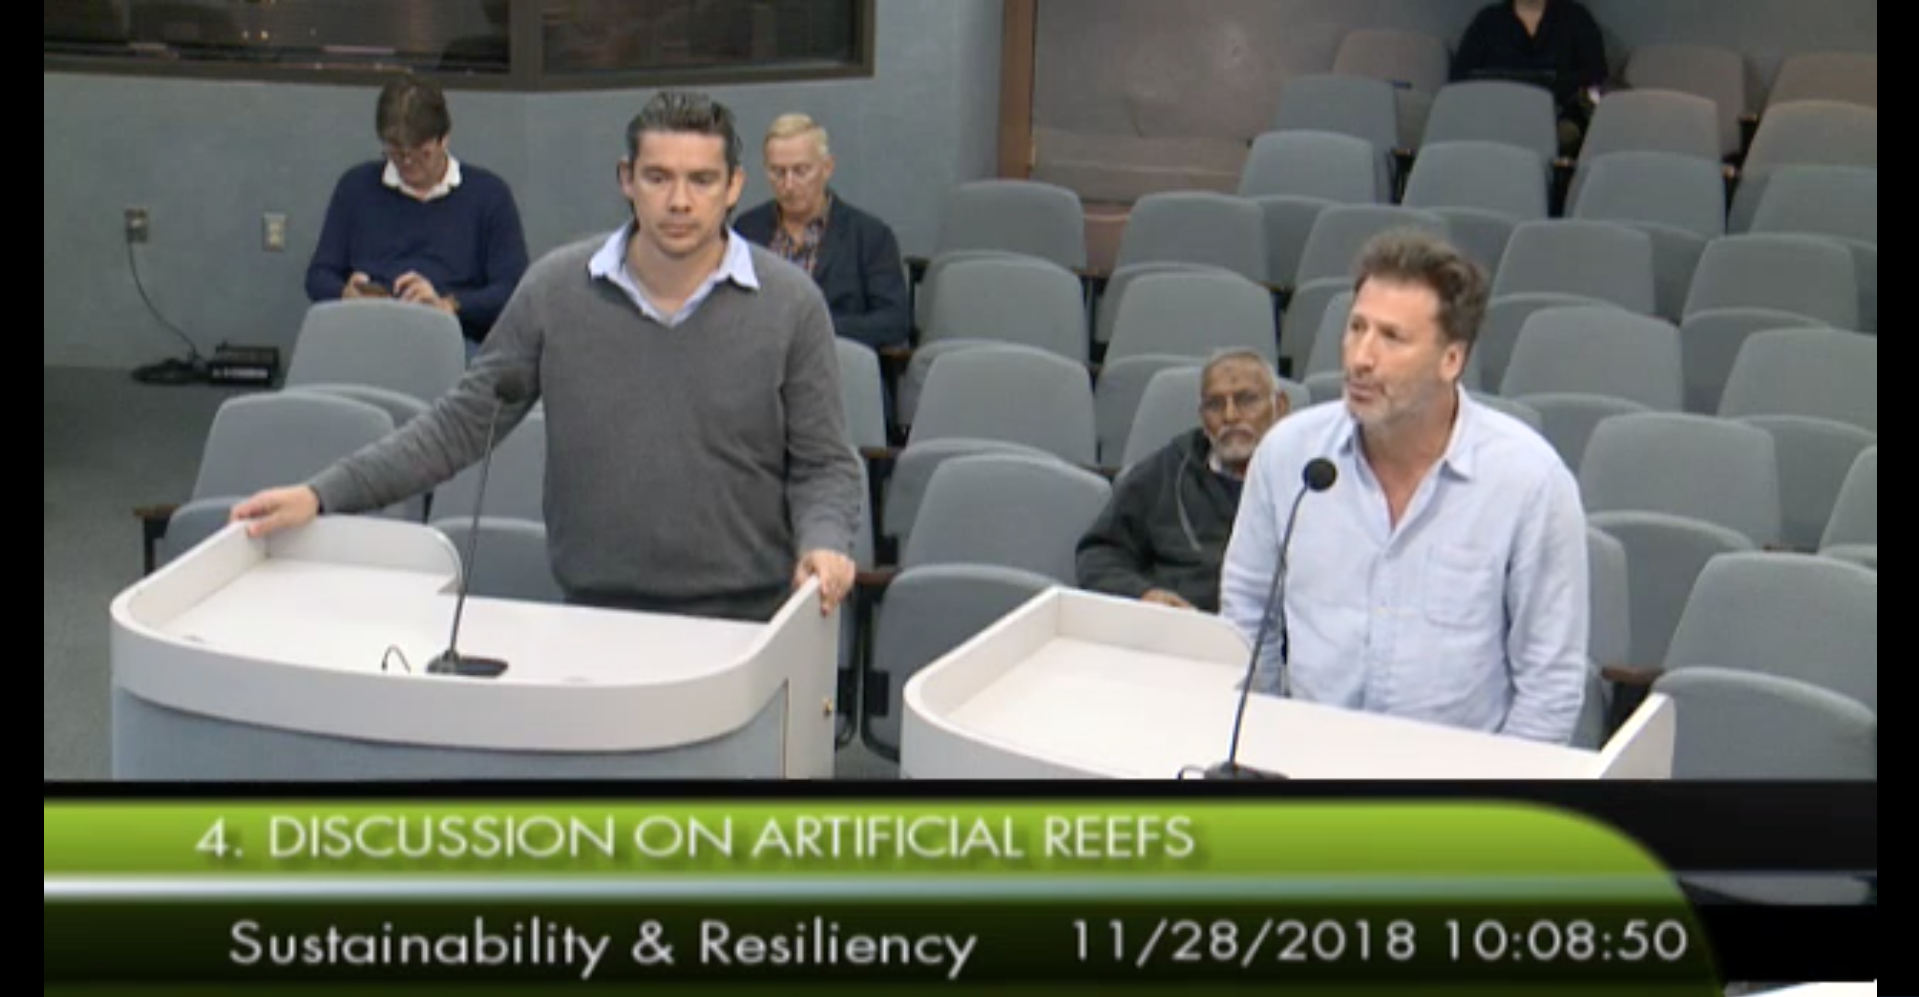 4. DISCUSSION ON ARTIFICIAL REEFS
Sustainability & Resiliency 11/28/2018 10:08:50